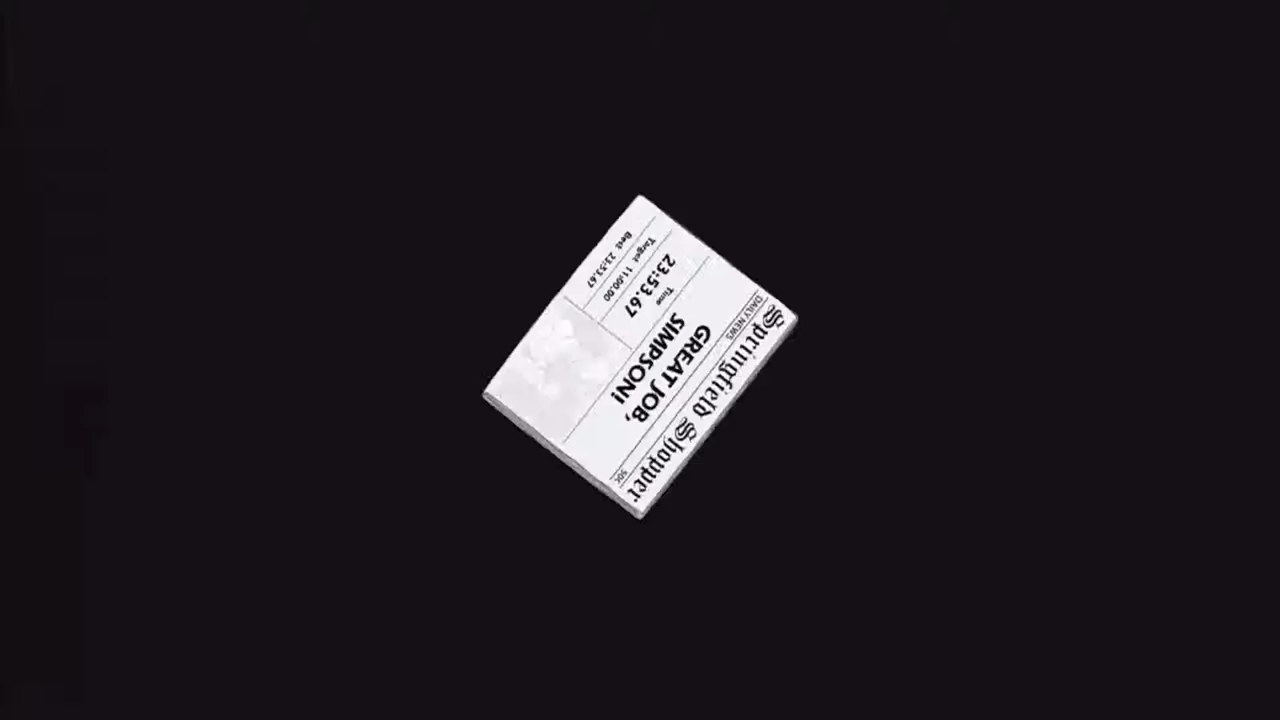 Springfield Shopper
DAILY NEWS
50¢
GREAT JOB,
SIMPSON!
Time
23:53.67
Target 11:00.00
Best 23:53.67